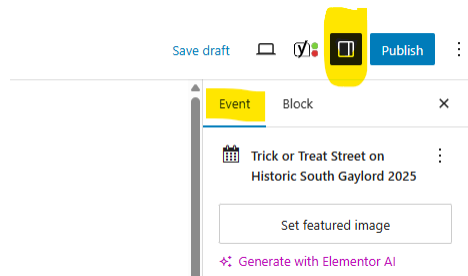 Save draft
Publish
Event
Block
Trick or Treat Street on
Historic South Gaylord 2025
Set featured image
Generate with Elementor AI